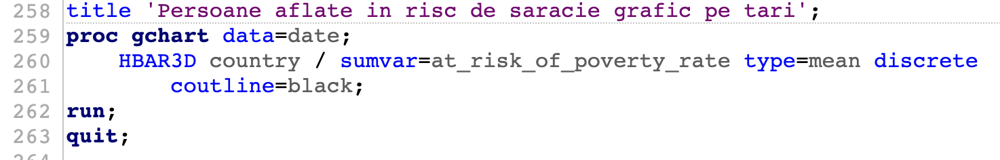 258 title 'Persoane aflate in risc de saracie grafic pe tari';
259 proc gchart data=date;
260 HBAR3D country / sumvar=at_risk_of_poverty_rate type=mean discrete
261 coutline=black;
262 run;
263 quit;
264